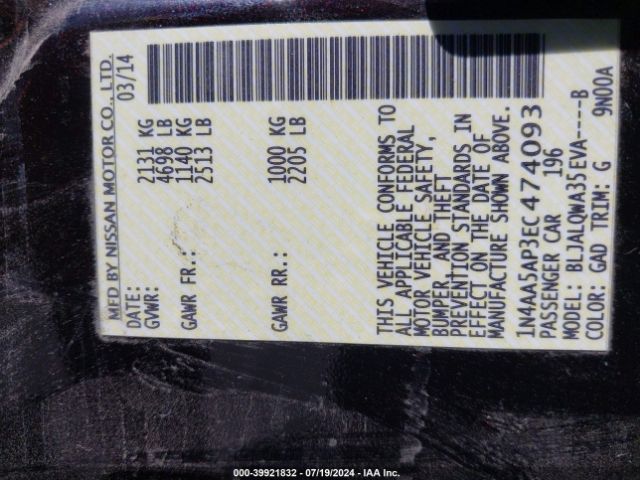 MFD BY NISSAN MOTOR CO., LTD.
DATE: 03/14
GVWR: 2131 KG
4698 LB
GAWR FR.: 1140 KG
2513 LB
GAWR RR.: 1000 KG
2205 LB
THIS VEHICLE CONFORMS TO
ALL APPLICABLE FEDERAL
MOTOR VEHICLE SAFETY,
BUMPER, AND THEFT
PREVENTION STANDARDS IN
EFFECT ON THE DATE OF
MANUFACTURE SHOWN ABOVE.
1N4AA5AP3EC474093
PASSENGER CAR 196
MODEL: BLJALQWA35EVA----B
COLOR: GAD TRIM: G 9N00A
000-39921832 - 07/19/2024 - IAA Inc.